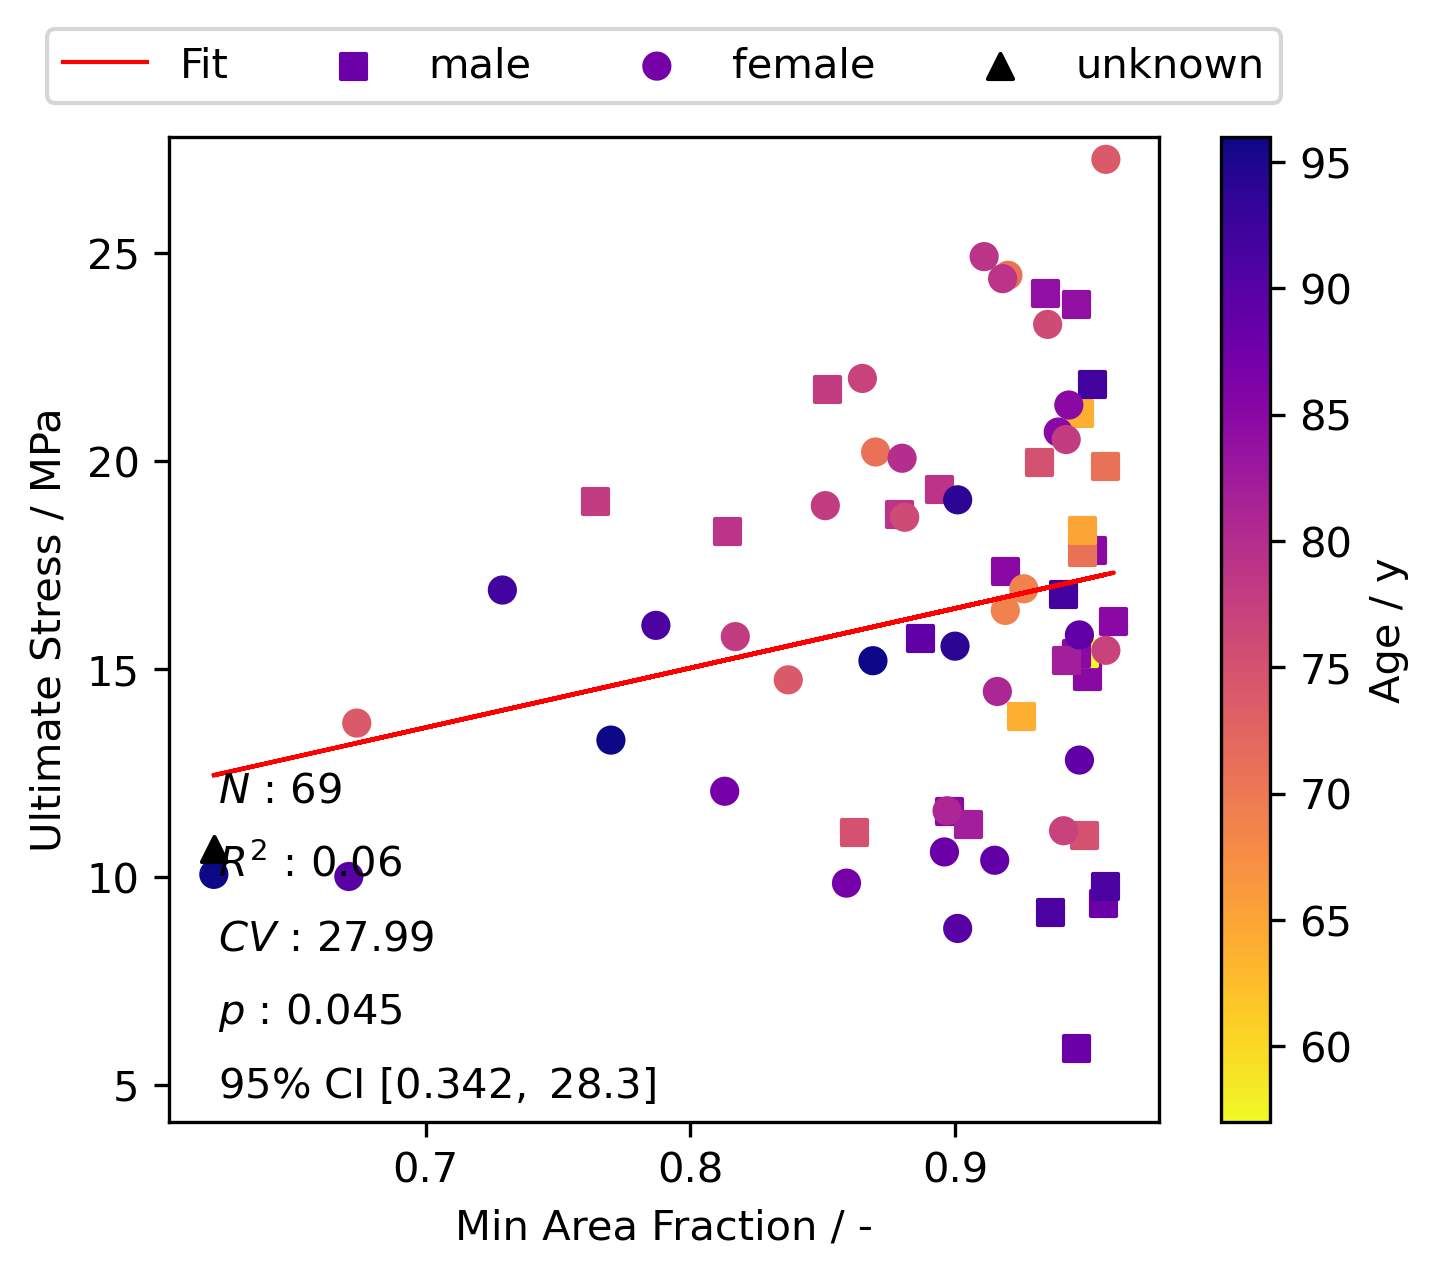 Fit male female unknown
25
20
15
10
5
Ultimate Stress / MPa
N : 69
R² : 0.06
CV : 27.99
p : 0.045
95% CI [0.342, 28.3]
0.7 0.8 0.9
Min Area Fraction / -
95
90
85
80
75
70
65
60
Age / y